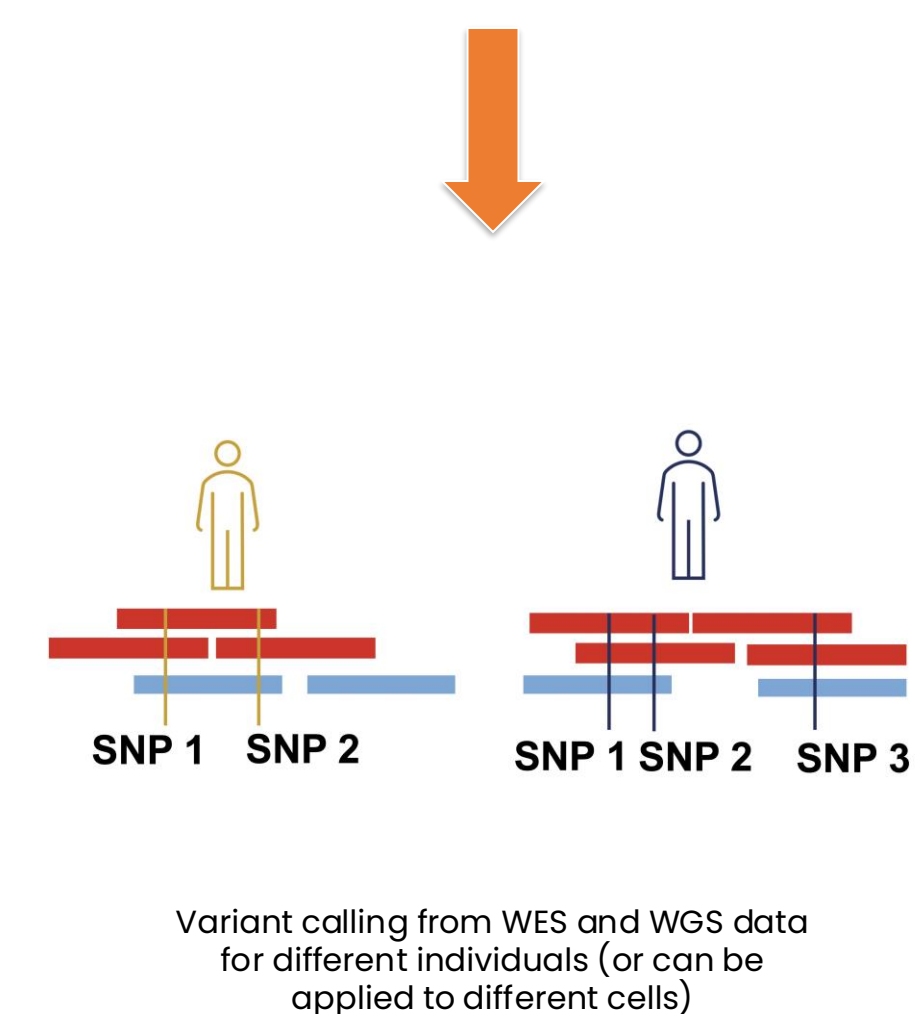 SNP 1 SNP 2
SNP 1 SNP 2 SNP 3
Variant calling from WES and WGS data
for different individuals (or can be
applied to different cells)